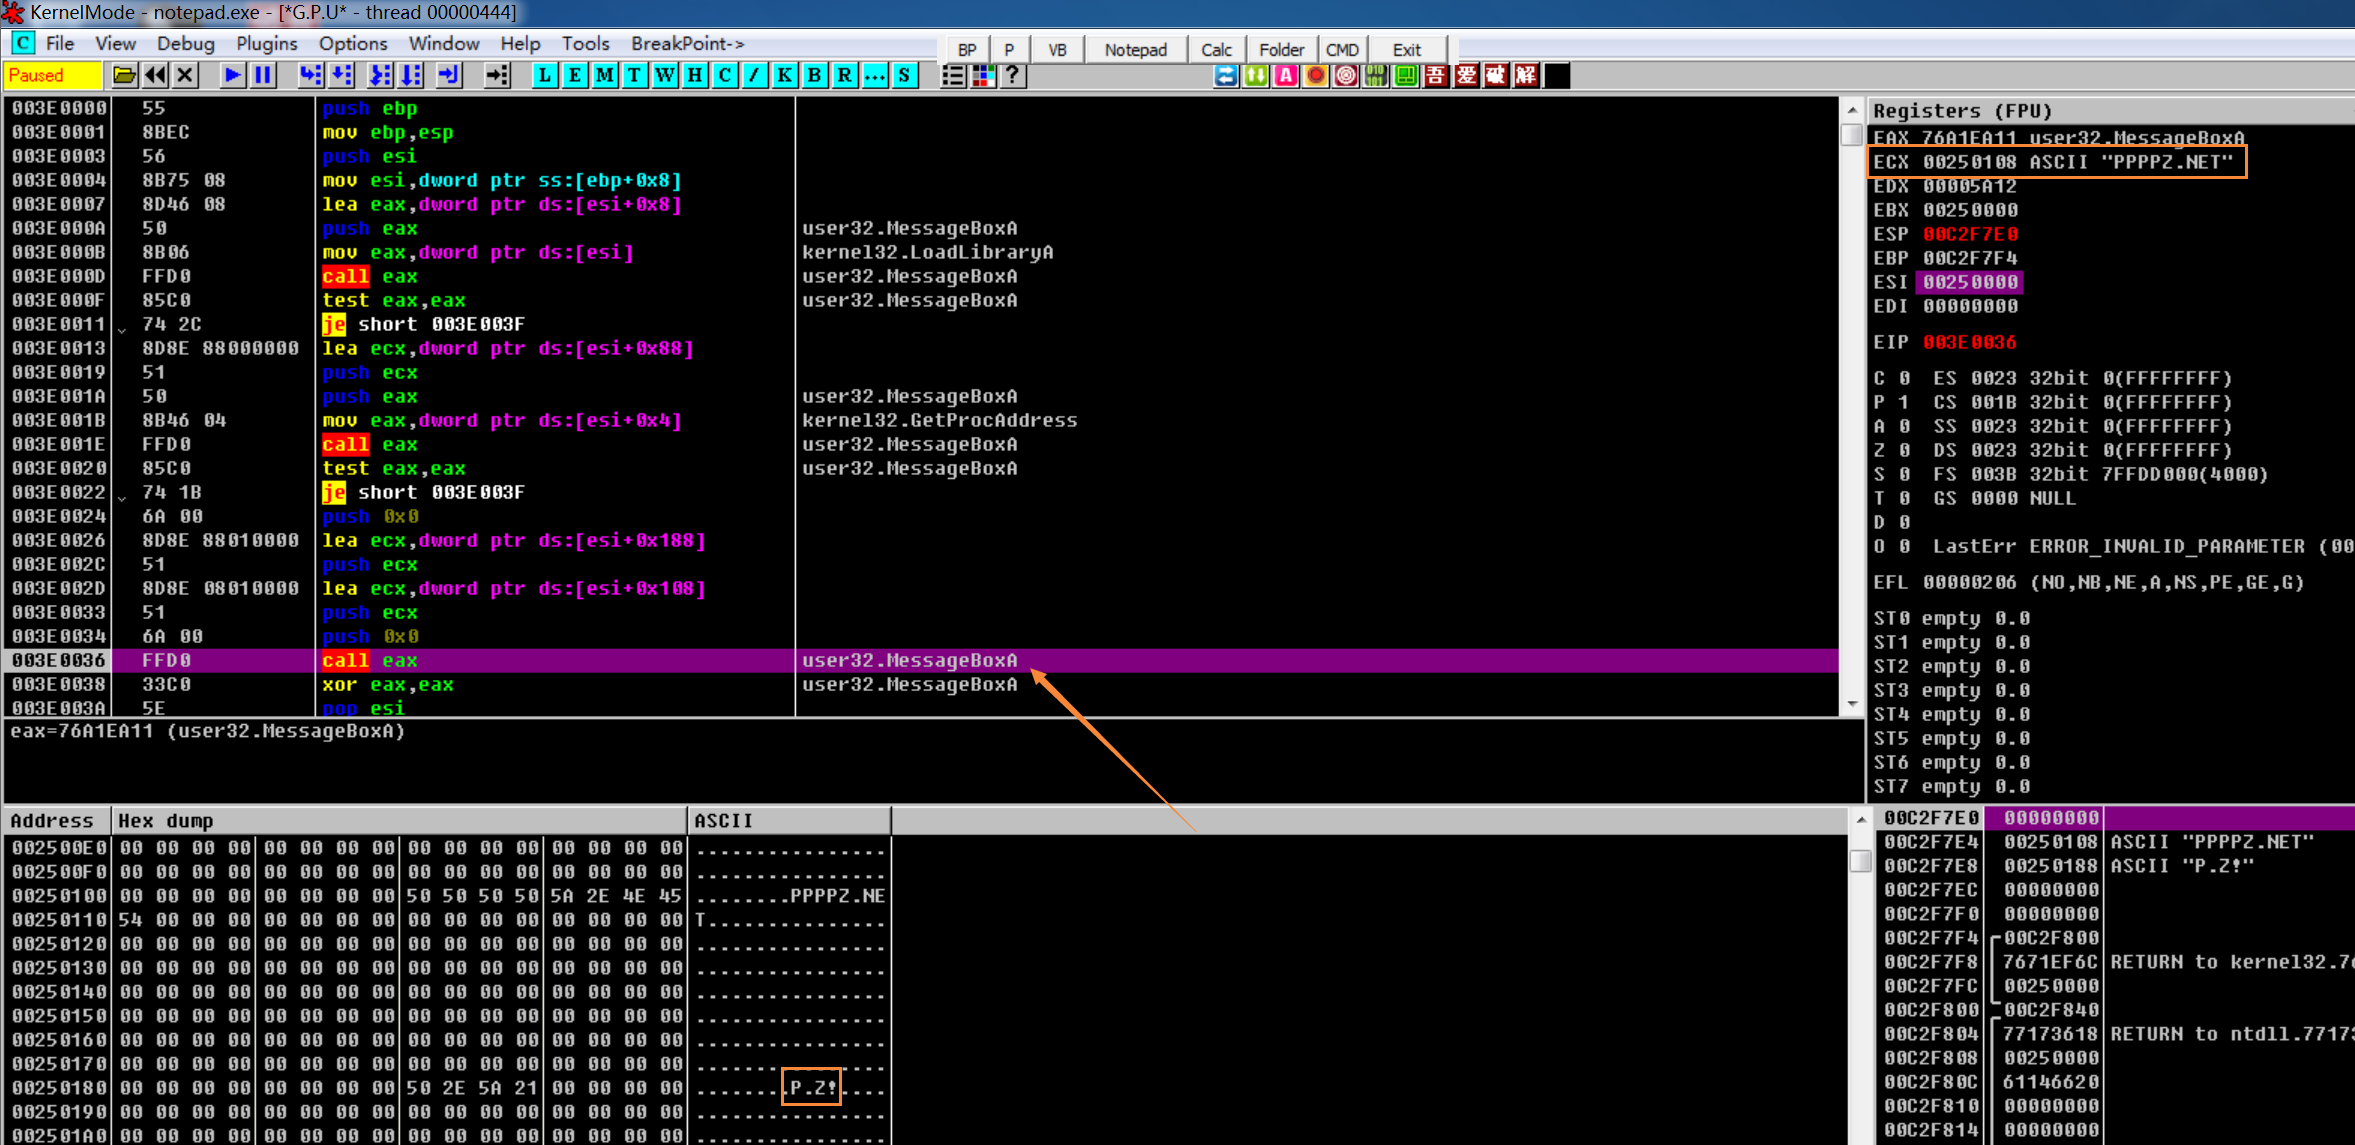 KernelMode - notepad.exe - [*G.P.U* - thread 00000444]
C File View Debug Plugins Options Window Help Tools BreakPoint->
BP P VB Notepad Calc Folder CMD Exit
Paused
L E M T W H C / K B R ... S ?
A 吾 爱 破 解
003E0000 55 push ebp
003E0001 8BEC mov ebp,esp
003E0003 56 push esi
003E0004 8B75 08 mov esi,dword ptr ss:[ebp+0x8]
003E0007 8D46 08 lea eax,dword ptr ds:[esi+0x8]
003E000A 50 push eax user32.MessageBoxA
003E000B 8B06 mov eax,dword ptr ds:[esi] kernel32.LoadLibraryA
003E000D FFD0 call eax user32.MessageBoxA
003E000F 85C0 test eax,eax user32.MessageBoxA
003E0011 74 2C je short 003E003F
003E0013 8D8E 88000000 lea ecx,dword ptr ds:[esi+0x88]
003E0019 51 push ecx
003E001A 50 push eax user32.MessageBoxA
003E001B 8B46 04 mov eax,dword ptr ds:[esi+0x4] kernel32.GetProcAddress
003E001E FFD0 call eax user32.MessageBoxA
003E0020 85C0 test eax,eax user32.MessageBoxA
003E0022 74 1B je short 003E003F
003E0024 6A 00 push 0x0
003E0026 8D8E 88010000 lea ecx,dword ptr ds:[esi+0x188]
003E002C 51 push ecx
003E002D 8D8E 08010000 lea ecx,dword ptr ds:[esi+0x108]
003E0033 51 push ecx
003E0034 6A 00 push 0x0
003E0036 FFD0 call eax user32.MessageBoxA
003E0038 33C0 xor eax,eax user32.MessageBoxA
003E003A 5E pop esi
eax=76A1EA11 (user32.MessageBoxA)
Registers (FPU)
EAX 76A1EA11 user32.MessageBoxA
ECX 00250108 ASCII "PPPPZ.NET"
EDX 00005A12
EBX 00250000
ESP 00C2F7E0
EBP 00C2F7F4
ESI 00250000
EDI 00000000
EIP 003E0036
C 0 ES 0023 32bit 0(FFFFFFFF)
P 1 CS 001B 32bit 0(FFFFFFFF)
A 0 SS 0023 32bit 0(FFFFFFFF)
Z 0 DS 0023 32bit 0(FFFFFFFF)
S 0 FS 003B 32bit 7FFDD000(4000)
T 0 GS 0000 NULL
D 0
O 0 LastErr ERROR_INVALID_PARAMETER (00
EFL 00000206 (NO,NB,NE,A,NS,PE,GE,G)
ST0 empty 0.0
ST1 empty 0.0
ST2 empty 0.0
ST3 empty 0.0
ST4 empty 0.0
ST5 empty 0.0
ST6 empty 0.0
ST7 empty 0.0
Address Hex dump ASCII
002500E0 00 00 00 00 00 00 00 00 00 00 00 00 00 00 00 00 ................
002500F0 00 00 00 00 00 00 00 00 00 00 00 00 00 00 00 00 ................
00250100 00 00 00 00 00 00 00 00 50 50 50 50 5A 2E 4E 45 ........PPPPZ.NE
00250110 54 00 00 00 00 00 00 00 00 00 00 00 00 00 00 00 T...............
00250120 00 00 00 00 00 00 00 00 00 00 00 00 00 00 00 00 ................
00250130 00 00 00 00 00 00 00 00 00 00 00 00 00 00 00 00 ................
00250140 00 00 00 00 00 00 00 00 00 00 00 00 00 00 00 00 ................
00250150 00 00 00 00 00 00 00 00 00 00 00 00 00 00 00 00 ................
00250160 00 00 00 00 00 00 00 00 00 00 00 00 00 00 00 00 ................
00250170 00 00 00 00 00 00 00 00 00 00 00 00 00 00 00 00 ................
00250180 00 00 00 00 00 00 00 00 50 2E 5A 21 00 00 00 00 ........P.Z!....
00250190 00 00 00 00 00 00 00 00 00 00 00 00 00 00 00 00 ................
002501A0 00 00 00 00 00 00 00 00 00 00 00 00 00 00 00 00 ................
00C2F7E0 00000000
00C2F7E4 00250108 ASCII "PPPPZ.NET"
00C2F7E8 00250188 ASCII "P.Z!"
00C2F7EC 00000000
00C2F7F0 00000000
00C2F7F4 00C2F800
00C2F7F8 7671EF6C RETURN to kernel32.7
00C2F7FC 00250000
00C2F800 00C2F840
00C2F804 77173618 RETURN to ntdll.7717
00C2F808 00250000
00C2F80C 61146620
00C2F810 00000000
00C2F814 00000000